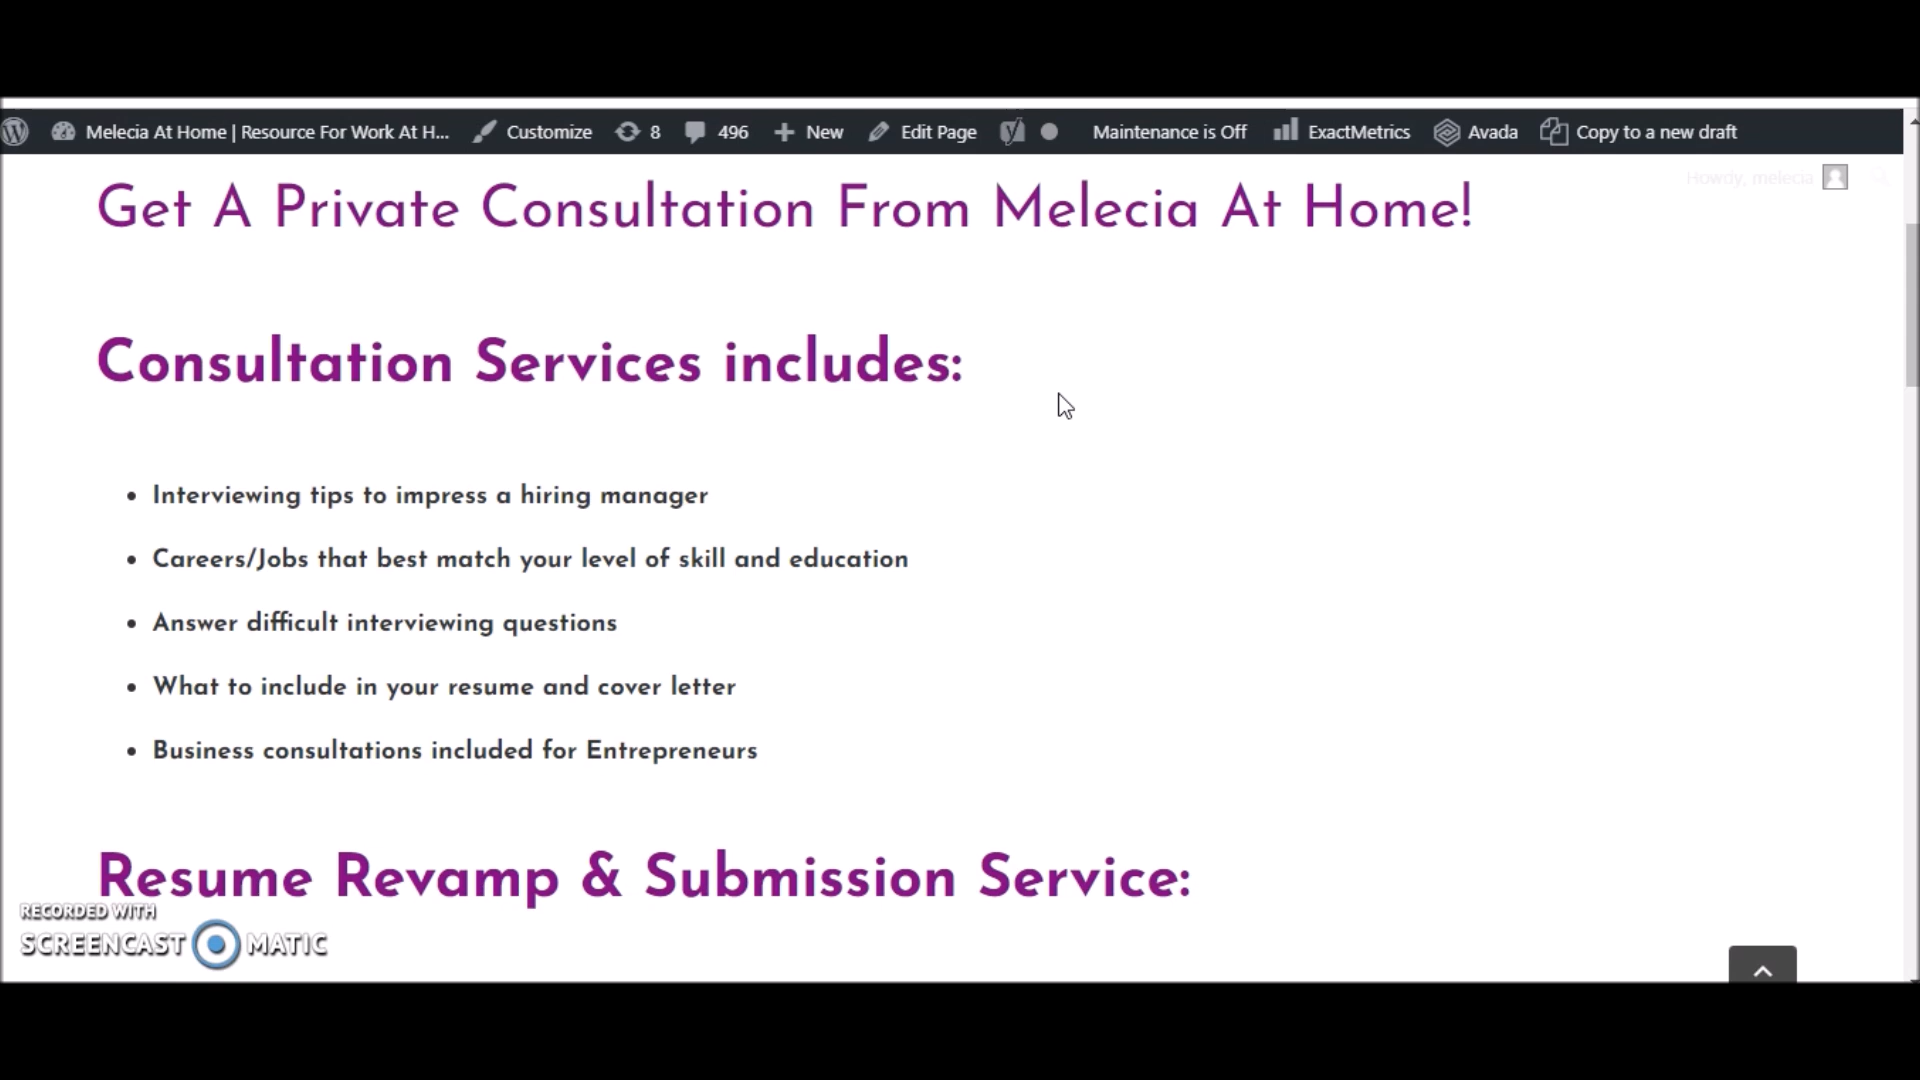 Melecia At Home | Resource For Work At H... Customize 8 496 New Edit Page Maintenance is Off ExactMetrics Avada Copy to a new draft
Howdy, melecia
Get A Private Consultation From Melecia At Home!
Consultation Services includes:
Interviewing tips to impress a hiring manager
Careers/Jobs that best match your level of skill and education
Answer difficult interviewing questions
What to include in your resume and cover letter
Business consultations included for Entrepreneurs
Resume Revamp & Submission Service:
RECORDED WITH
SCREENCAST MATIC